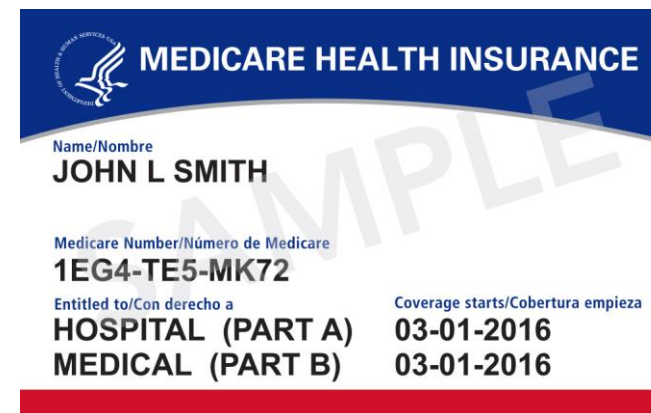 MEDICARE HEALTH INSURANCE
Name/Nombre
JOHN L SMITH
Medicare Number/Número de Medicare
1EG4-TE5-MK72
Entitled to/Con derecho a Coverage starts/Cobertura empieza
HOSPITAL (PART A) 03-01-2016
MEDICAL (PART B) 03-01-2016
SAMPLE